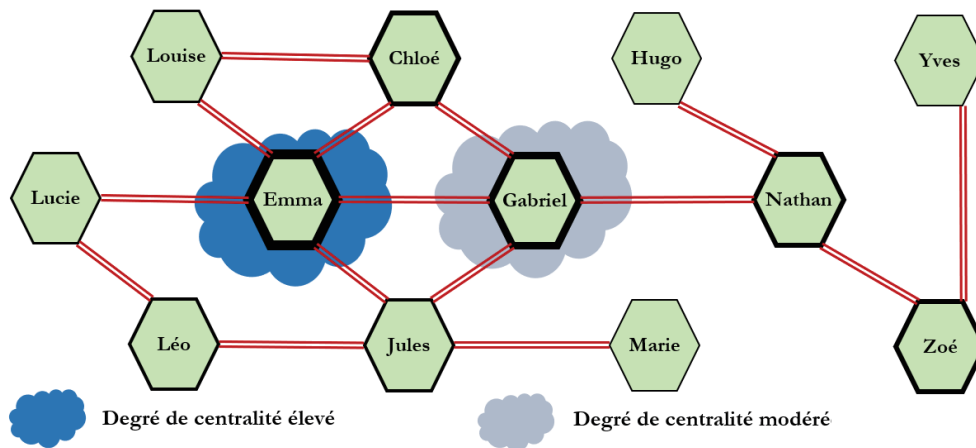 Louise
Chloé
Hugo
Yves
Lucie
Emma
Gabriel
Nathan
Léo
Jules
Marie
Zoé
Degré de centralité élevé
Degré de centralité modéré